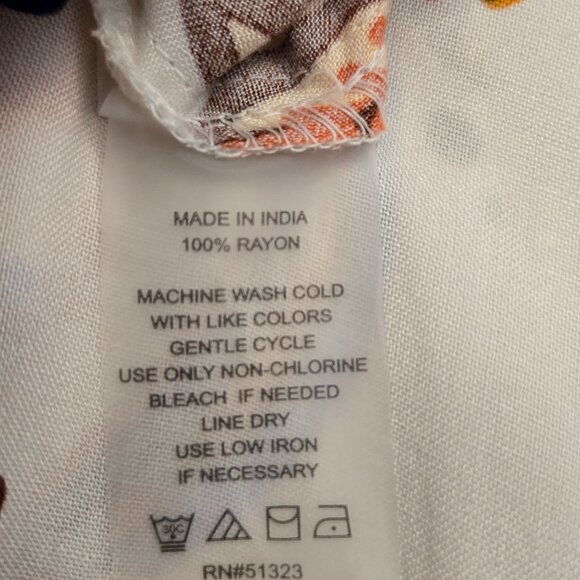 MADE IN INDIA
100% RAYON
MACHINE WASH COLD
WITH LIKE COLORS
GENTLE CYCLE
USE ONLY NON-CHLORINE
BLEACH IF NEEDED
LINE DRY
USE LOW IRON
IF NECESSARY
30C
RN#51323